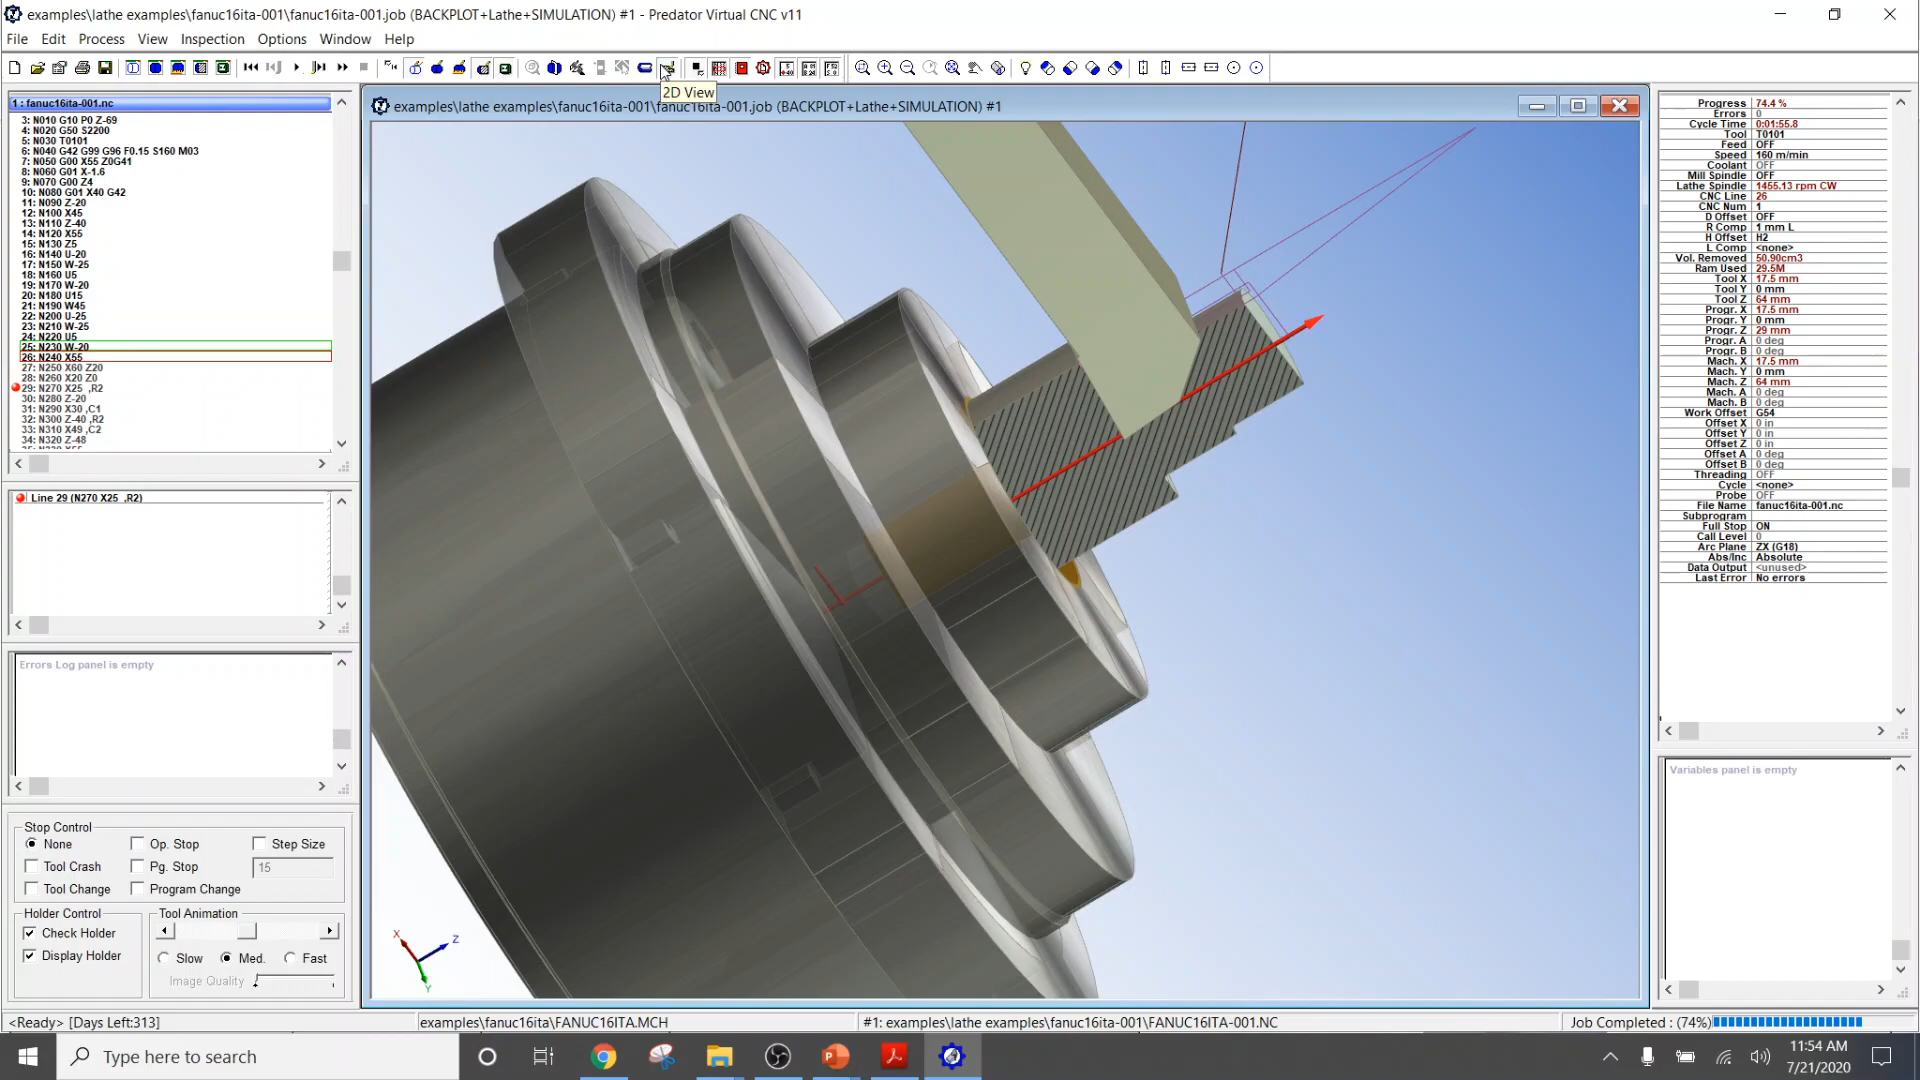 examples\lathe examples\fanuc16ita-001\fanuc16ita-001.job (BACKPLOT+Lathe+SIMULATION) #1 - Predator Virtual CNC v11
File Edit Process View Inspection Options Window Help
2D View
1 : fanuc16ita-001.nc
3: N010 G10 P0 Z-69
4: N020 G50 S2200
5: N030 T0101
6: N040 G42 G99 G96 F0.15 S160 M03
7: N050 G00 X55 Z0G41
8: N060 G01 X-1.6
9: N070 G00 Z4
10: N080 G01 X40 G42
11: N090 Z-20
12: N100 X45
13: N110 Z-40
14: N120 X55
15: N130 Z5
16: N140 U-20
17: N150 W-25
18: N160 U5
19: N170 W-20
20: N180 U15
21: N190 W45
22: N200 U-25
23: N210 W-25
24: N220 U5
25: N230 W-20
26: N240 X55
27: N250 X60 Z20
28: N260 X20 Z0
29: N270 X25 ,R2
30: N280 Z-20
31: N290 X30 ,C1
32: N300 Z-40 ,R2
33: N310 X49 ,C2
34: N320 Z-48
Line 29 (N270 X25 ,R2)
Errors Log panel is empty
Stop Control
None Op. Stop Step Size
Tool Crash Pg. Stop 15
Tool Change Program Change
Holder Control
Check Holder
Display Holder
Tool Animation
Slow Med. Fast
Image Quality
examples\lathe examples\fanuc16ita-001\fanuc16ita-001.job (BACKPLOT+Lathe+SIMULATION) #1
X
Z
Y
Progress 74.4 %
Errors 0
Cycle Time 0:01:55.8
Tool T0101
Feed OFF
Speed 160 m/min
Coolant OFF
Mill Spindle OFF
Lathe Spindle 1455.13 rpm CW
CNC Line 26
CNC Num 1
D Offset OFF
R Comp 1 mm L
H Offset H2
L Comp <none>
Vol. Removed 50.90cm3
Ram Used 29.5M
Tool X 17.5 mm
Tool Y 0 mm
Tool Z 64 mm
Progr. X 17.5 mm
Progr. Y 0 mm
Progr. Z 29 mm
Progr. A 0 deg
Progr. B 0 deg
Mach. X 17.5 mm
Mach. Y 0 mm
Mach. Z 64 mm
Mach. A 0 deg
Mach. B 0 deg
Work Offset G54
Offset X 0 in
Offset Y 0 in
Offset Z 0 in
Offset A 0 deg
Offset B 0 deg
Threading OFF
Cycle <none>
Probe OFF
File Name fanuc16ita-001.nc
Subprogram
Full Stop ON
Call Level 0
Arc Plane ZX (G18)
Abs/Inc Absolute
Data Output <unused>
Last Error No errors
Variables panel is empty
<Ready> [Days Left:313]
examples\fanuc16ita\FANUC16ITA.MCH
#1: examples\lathe examples\fanuc16ita-001\FANUC16ITA-001.NC
Job Completed : (74%)
Type here to search
11:54 AM
7/21/2020